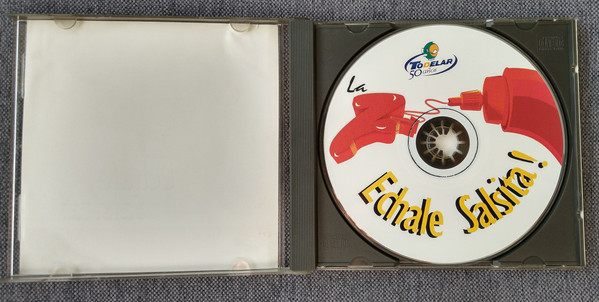 TODELAR
50 AÑOS
La Z
Echale Salsita!